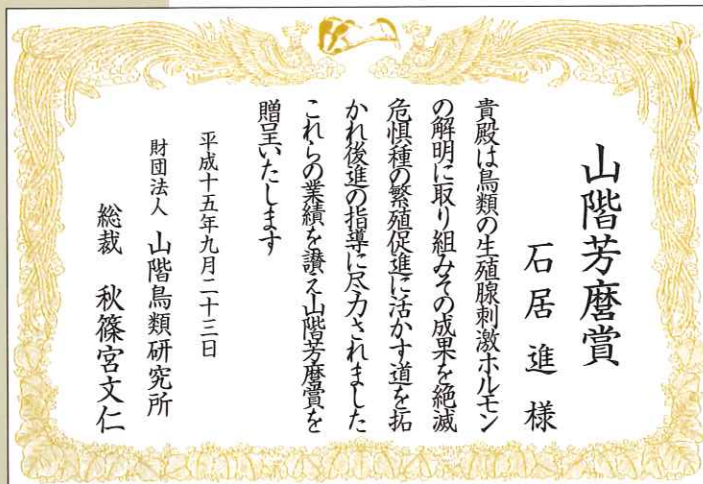 山階芳麿賞
石居進様
貴殿は鳥類の生殖腺刺激ホルモン
の解明に取り組みその成果を絶滅
危惧種の繁殖促進に活かす道を拓
かれ後進の指導に尽力されました
これらの業績を讃え山階芳麿賞を
贈呈いたします
平成十五年九月二十三日
財団法人 山階鳥類研究所
総裁 秋篠宮文仁